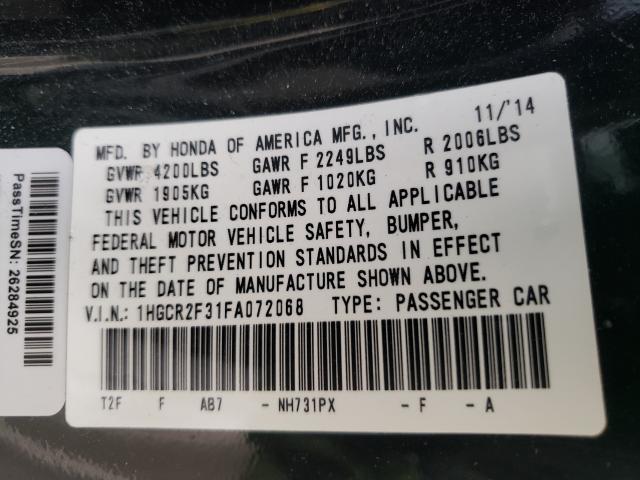 11/'14
MFD. BY HONDA OF AMERICA MFG., INC.
GVWR 4200LBS GAWR F 2249LBS R 2006LBS
GVWR 1905KG GAWR F 1020KG R 910KG
THIS VEHICLE CONFORMS TO ALL APPLICABLE
FEDERAL MOTOR VEHICLE SAFETY, BUMPER,
AND THEFT PREVENTION STANDARDS IN EFFECT
ON THE DATE OF MANUFACTURE SHOWN ABOVE.
V.I.N.: 1HGCR2F31FA072068 TYPE: PASSENGER CAR
T2F F AB7 - NH731PX - F - A
PassTimeSN: 26284925